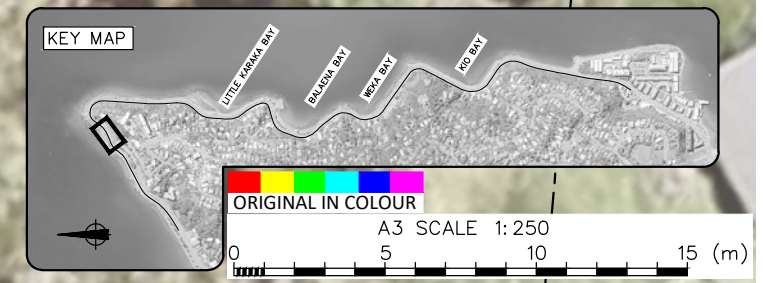 KEY MAP
LITTLE KARAKA BAY
BALAENA BAY
WEKA BAY
KIO BAY
ORIGINAL IN COLOUR
A3 SCALE 1:250
0 5 10 15 (m)